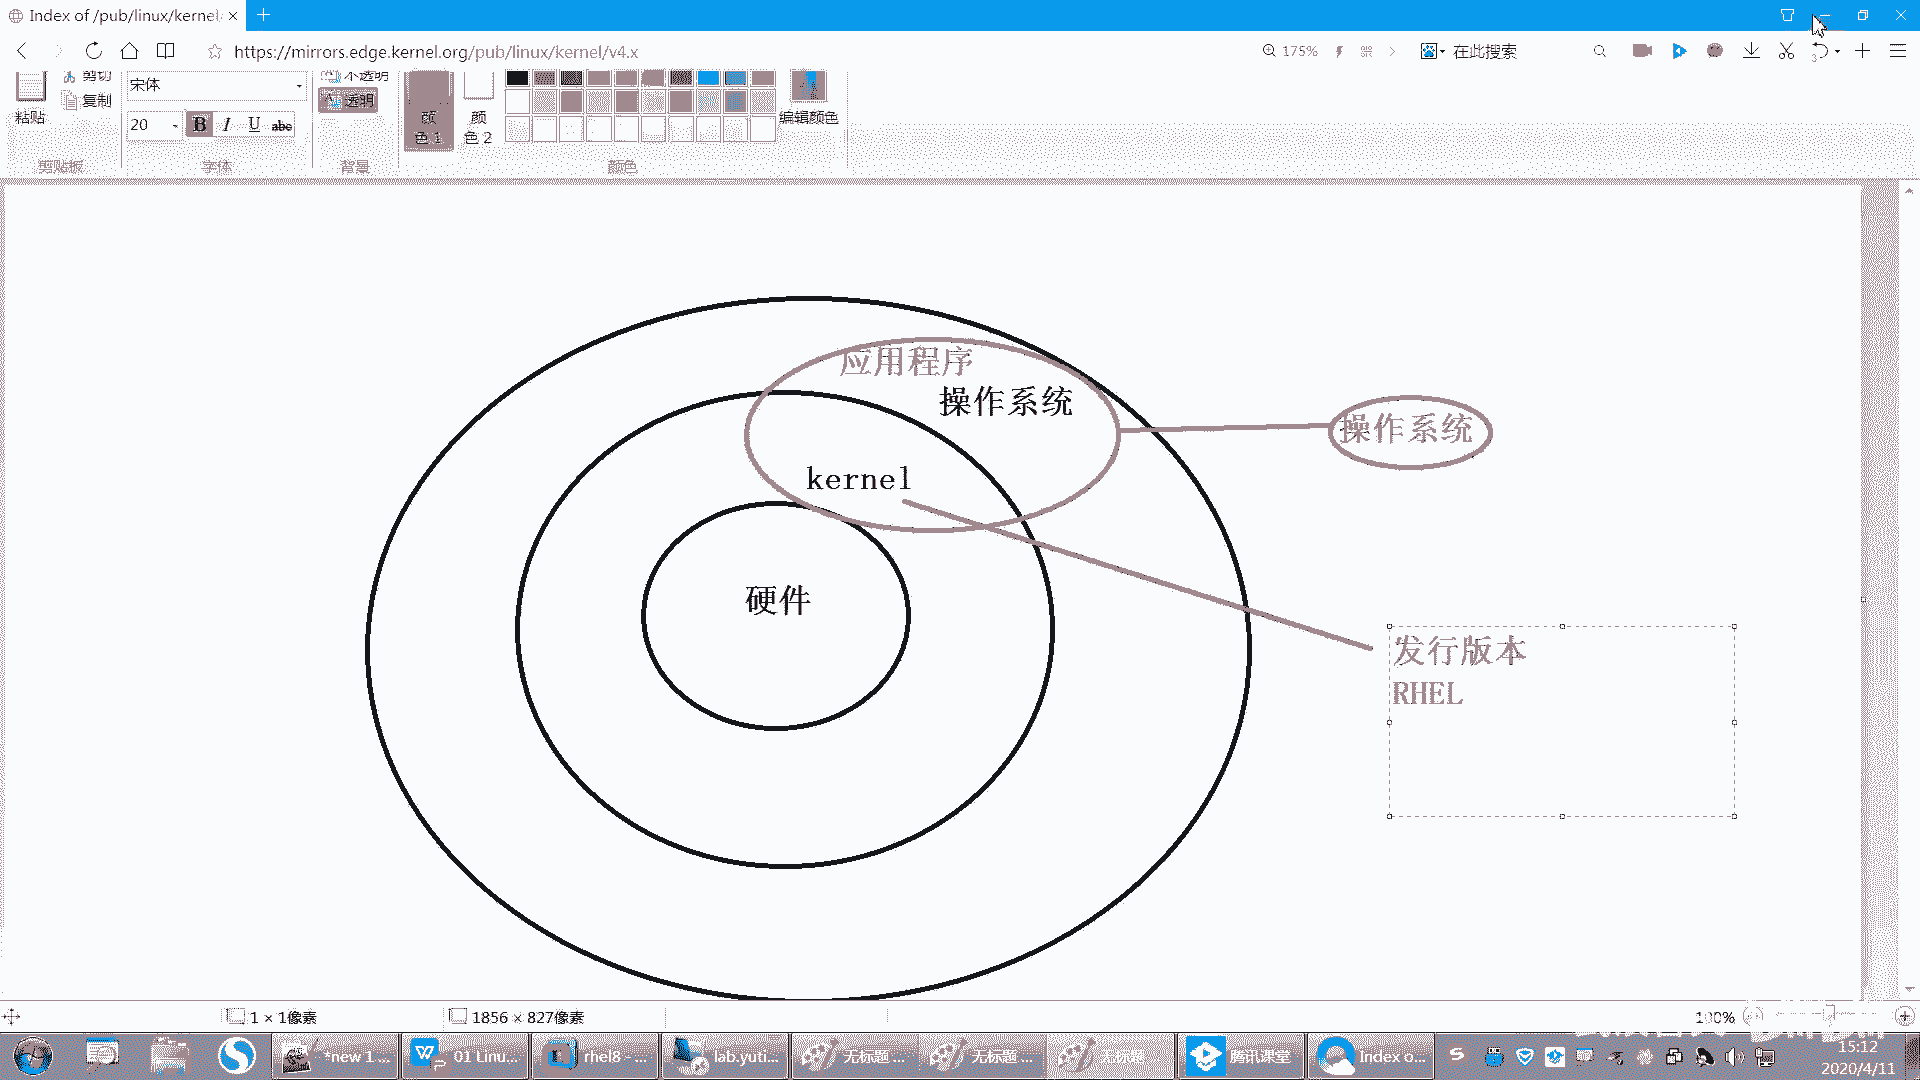 Index of /pub/linux/kernel/
https://mirrors.edge.kernel.org/pub/linux/kernel/v4.x
175%
在此搜索
3
粘贴
剪切
复制
剪贴板
宋体
20
B I U abc
字体
不透明
透明
背景
颜色 1
颜色 2
编辑颜色
颜色
应用程序
操作系统
操作系统
kernel
硬件
发行版本
RHEL
1 × 1像素
1856 × 827像素
100%
*new 1 ...
01 Linu...
rhel8 - ...
lab.yuti...
无标题 ...
无标题 ...
无标题
腾讯课堂
Index o...
15:12
2020/4/11